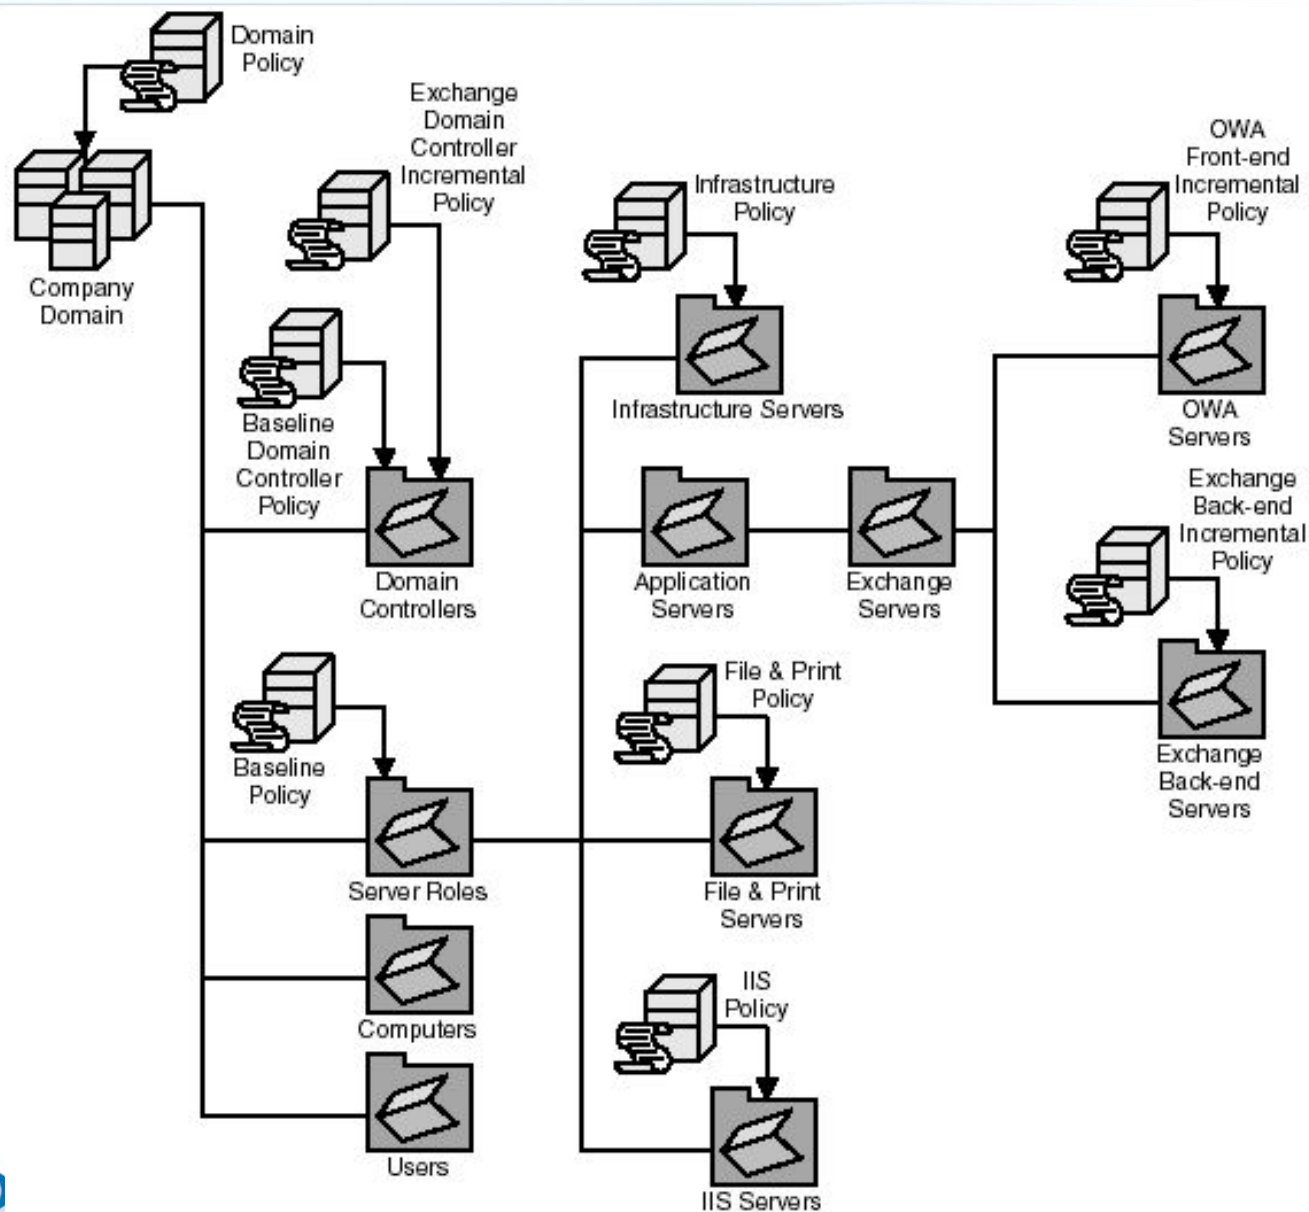 Domain
Policy
Exchange
Domain
Controller
Incremental
Policy
OWA
Front-end
Incremental
Policy
Infrastructure
Policy
Company
Domain
Infrastructure Servers
OWA
Servers
Baseline
Domain
Controller
Policy
Exchange
Back-end
Incremental
Policy
Domain
Controllers
Application
Servers
Exchange
Servers
File & Print
Policy
Baseline
Policy
Exchange
Back-end
Servers
Server Roles
File & Print
Servers
IIS
Policy
Computers
Users
IIS Servers